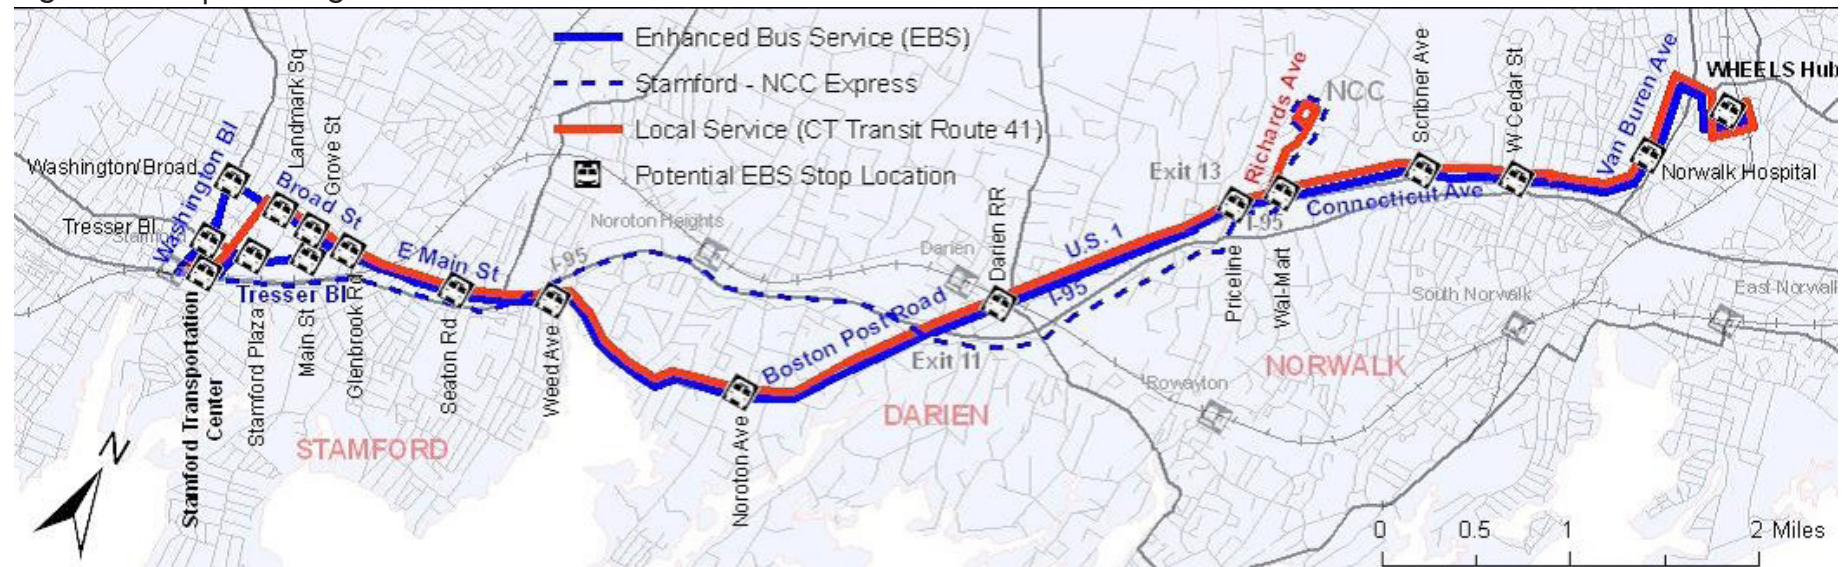 Enhanced Bus Service (EBS)
Stamford - NCC Express
Local Service (CT Transit Route 41)
Potential EBS Stop Location
Washington/Broad
Tresser Bl
Washington Bl
Broad St
Landmark Sq
Grove St
Tresser Bl
E Main St
Stamford Transportation
Center
Stamford Plaza
Main St
Glenbrook Rd
Seaton Rd
Weed Ave
I-95
Noroton Heights
Noroton Ave
Boston Post Road
Darien
Darien RR
Exit 11
I-95
U.S. 1
Exit 13
Richards Ave
NCC
I-95
Priceline
Wal-Mart
Connecticut Ave
Scribner Ave
W Cedar St
Van Buren Ave
WHEELS Hub
Norwalk Hospital
South Norwalk
East Norwalk
Rowayton
STAMFORD
DARIEN
NORWALK
N
0 0.5 1 2 Miles